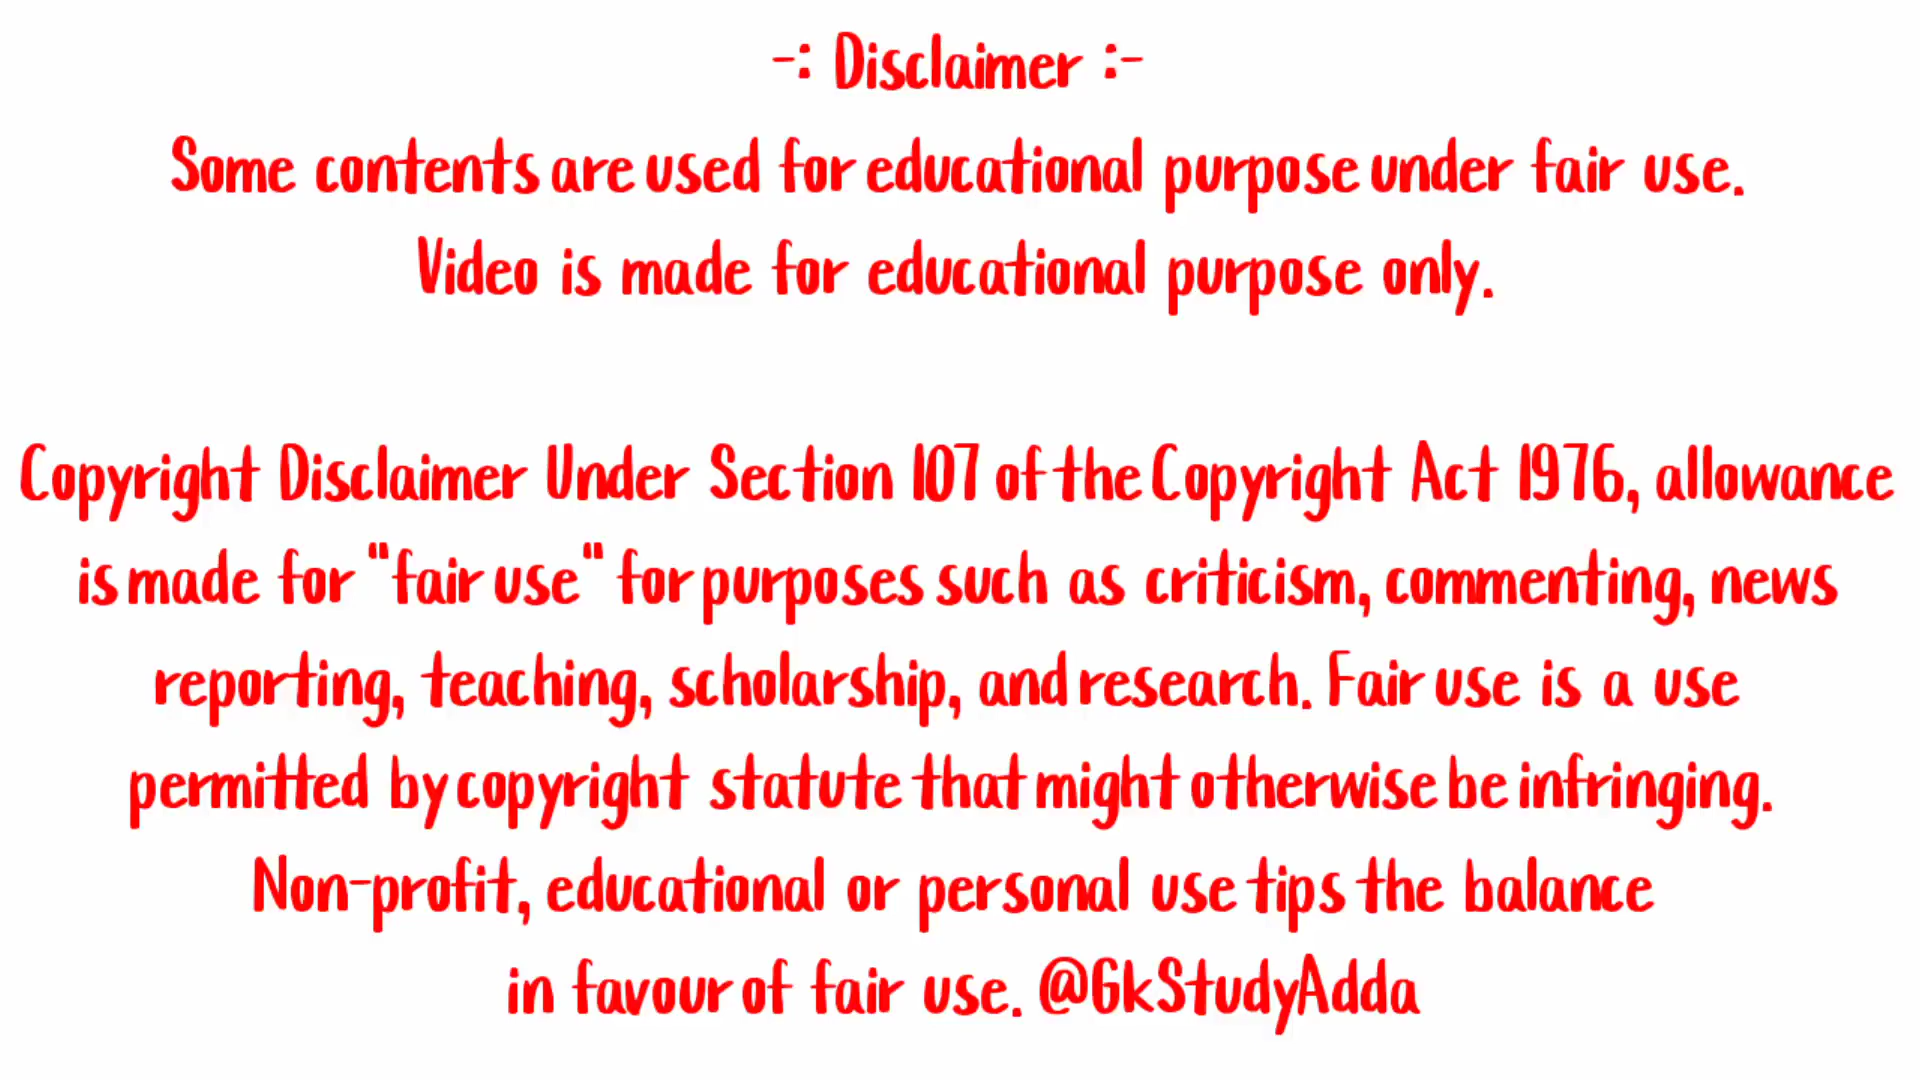 -: Disclaimer :-
Some contents are used for educational purpose under fair use.
Video is made for educational purpose only.
Copyright Disclaimer Under Section 107 of the Copyright Act 1976, allowance
is made for "fair use" for purposes such as criticism, commenting, news
reporting, teaching, scholarship, and research. Fair use is a use
permitted by copyright statute that might otherwise be infringing.
Non-profit, educational or personal use tips the balance
in favour of fair use. @GkStudyAdda